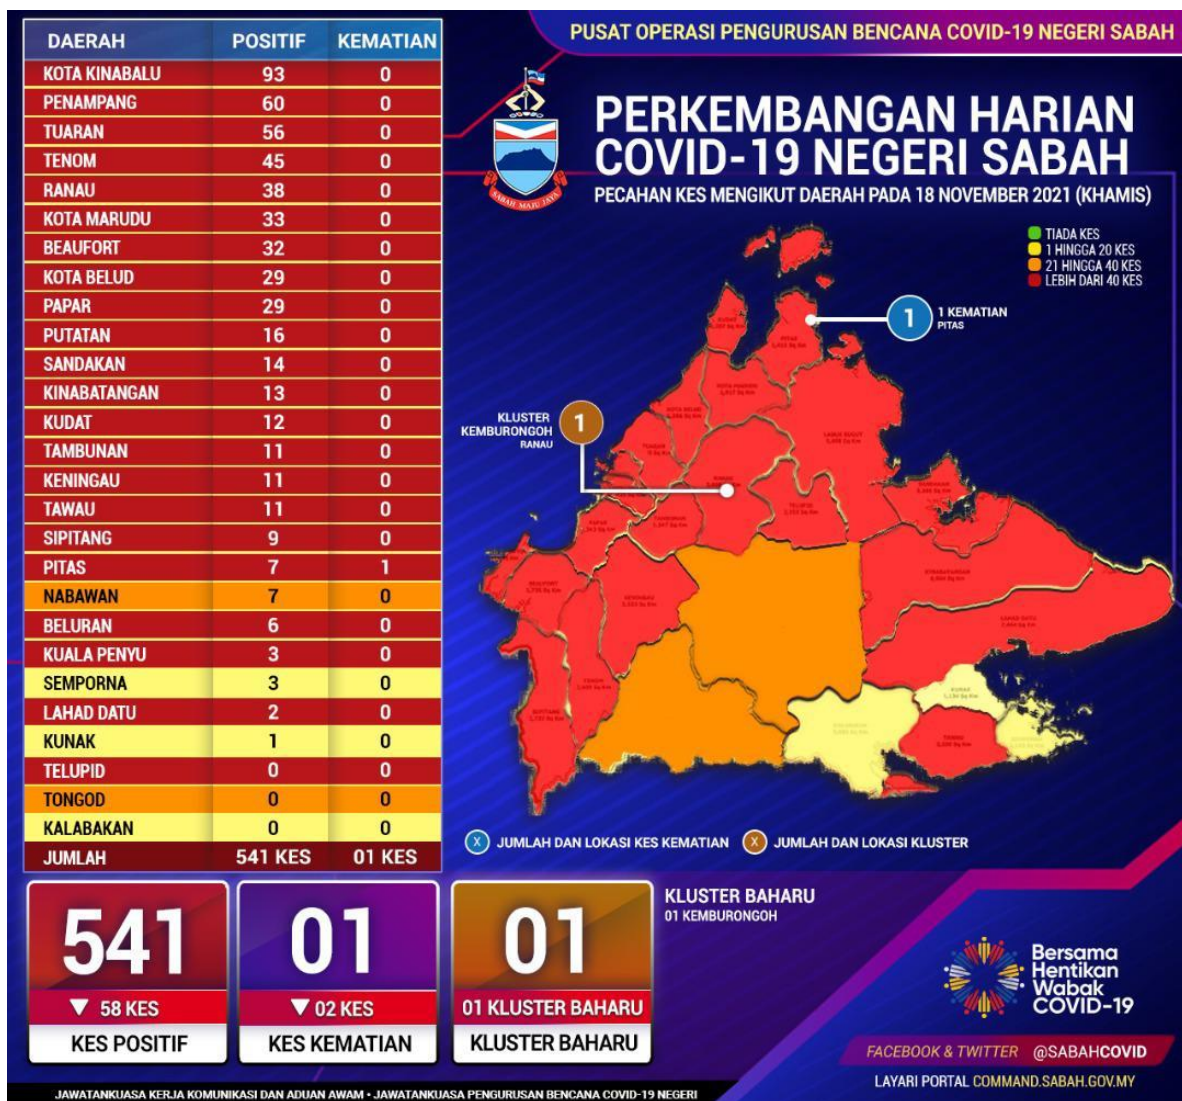 DAERAH POSITIF KEMATIAN
KOTA KINABALU 93 0
PENAMPANG 60 0
TUARAN 56 0
TENOM 45 0
RANAU 38 0
KOTA MARUDU 33 0
BEAUFORT 32 0
KOTA BELUD 29 0
PAPAR 29 0
PUTATAN 16 0
SANDAKAN 14 0
KINABATANGAN 13 0
KUDAT 12 0
TAMBUNAN 11 0
KENINGAU 11 0
TAWAU 11 0
SIPITANG 9 0
PITAS 7 1
NABAWAN 7 0
BELURAN 6 0
KUALA PENYU 3 0
SEMPORNA 3 0
LAHAD DATU 2 0
KUNAK 1 0
TELUPID 0 0
TONGOD 0 0
KALABAKAN 0 0
JUMLAH 541 KES 01 KES
PUSAT OPERASI PENGURUSAN BENCANA COVID-19 NEGERI SABAH
SABAH MAJU JAYA
PERKEMBANGAN HARIAN
COVID-19 NEGERI SABAH
PECAHAN KES MENGIKUT DAERAH PADA 18 NOVEMBER 2021 (KHAMIS)
TIADA KES
1 HINGGA 20 KES
21 HINGGA 40 KES
LEBIH DARI 40 KES
1
1 KEMATIAN
PITAS
KLUSTER
KEMBURONGOH
RANAU
1
X JUMLAH DAN LOKASI KES KEMATIAN
X JUMLAH DAN LOKASI KLUSTER
541
▼ 58 KES
KES POSITIF
01
▼ 02 KES
KES KEMATIAN
01
01 KLUSTER BAHARU
KLUSTER BAHARU
KLUSTER BAHARU
01 KEMBURONGOH
Bersama
Hentikan
Wabak
COVID-19
FACEBOOK & TWITTER @SABAHCOVID
LAYARI PORTAL COMMAND.SABAH.GOV.MY
JAWATANKUASA KERJA KOMUNIKASI DAN ADUAN AWAM • JAWATANKUASA PENGURUSAN BENCANA COVID-19 NEGERI